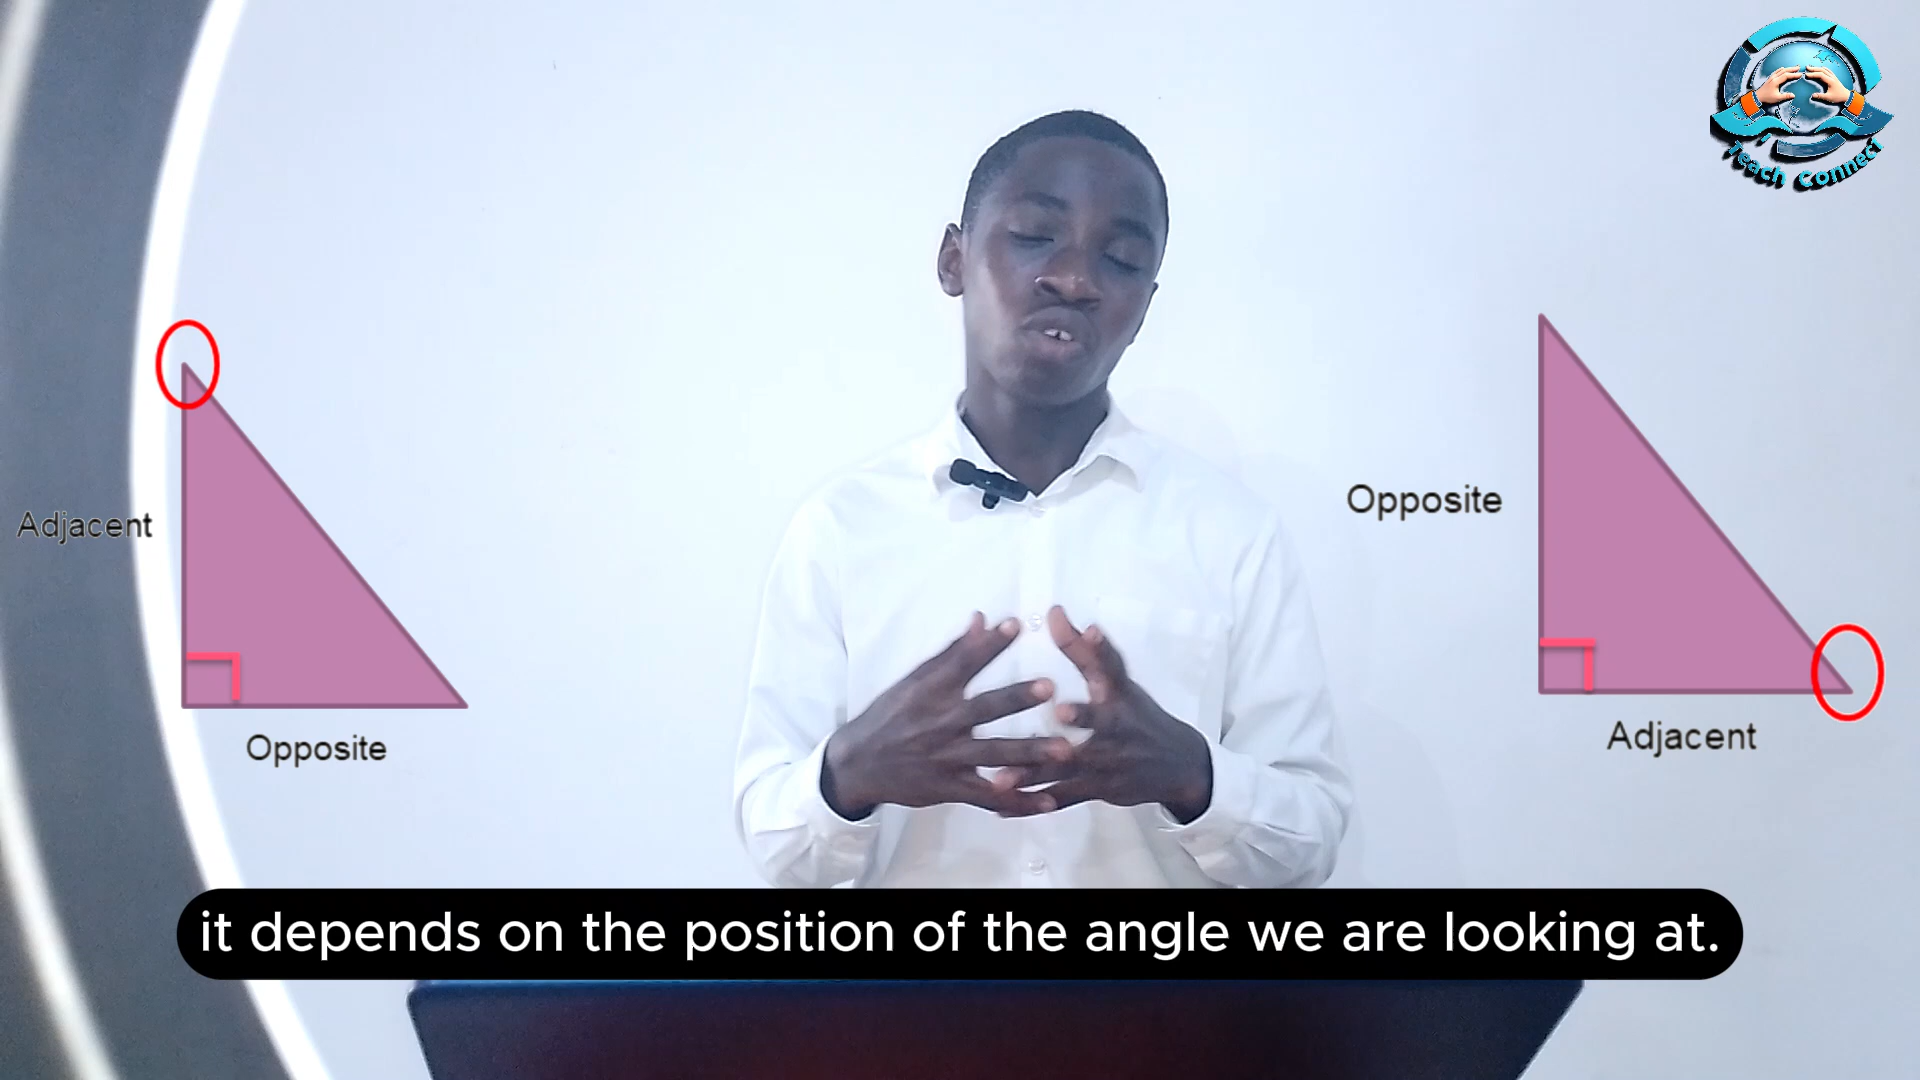 Teach Connect
Adjacent
Opposite
Opposite
Adjacent
it depends on the position of the angle we are looking at.